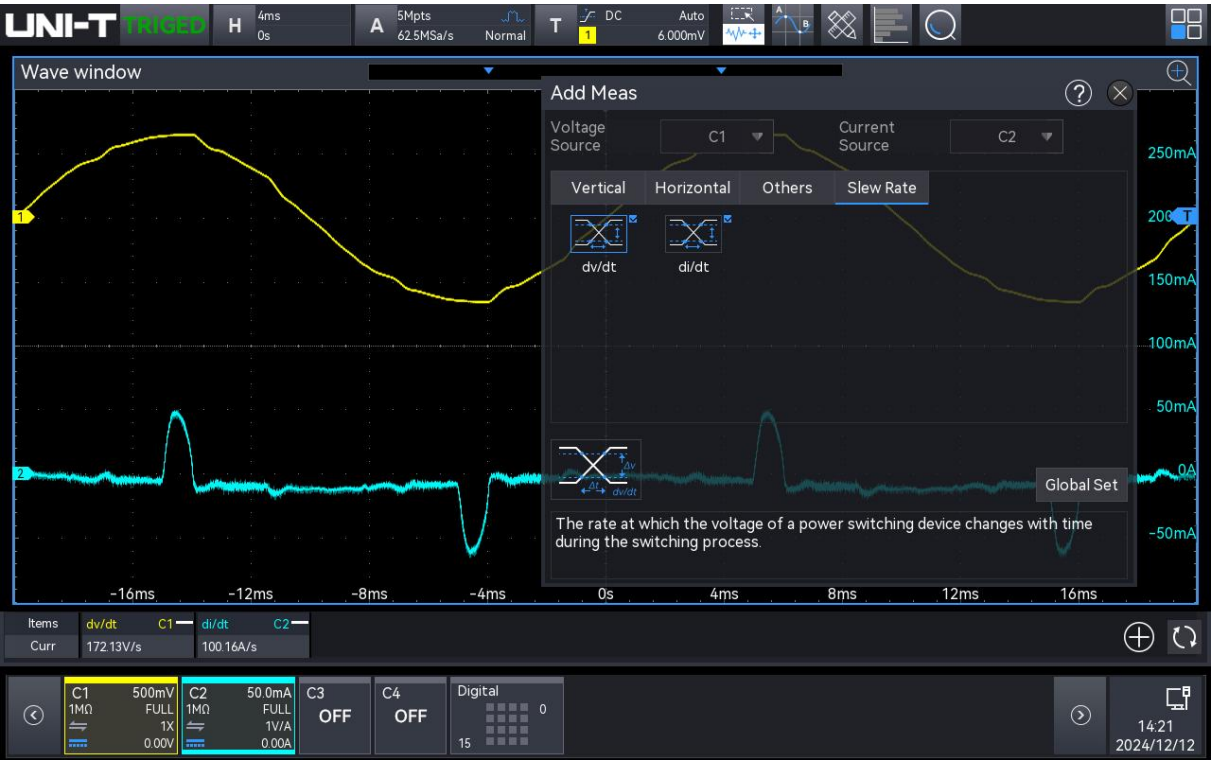 UNI-T TRIGED H 4ms 0s A 5Mpts 62.5MSa/s Normal T DC 1 Auto 6.000mV A B
Wave window
Add Meas ?
Voltage Source C1 Current Source C2
Vertical Horizontal Others Slew Rate
dv/dt di/dt
250mA
200 T
150mA
100mA
50mA
0A
-50mA
1
2
Δv
Δt dv/dt
Global Set
The rate at which the voltage of a power switching device changes with time
during the switching process.
-16ms -12ms -8ms -4ms 0s 4ms 8ms 12ms 16ms
Items dv/dt C1 di/dt C2
Curr 172.13V/s 100.16A/s
C1 500mV C2 50.0mA C3 C4 Digital
1MΩ FULL 1MΩ FULL OFF OFF 0
1X 1V/A
0.00V 0.00A 15
14:21
2024/12/12